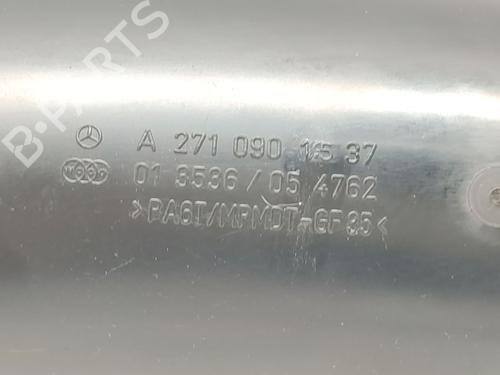 B-PARTS
A 271 090 15 37
01 3536 / 05 4762
>PA6T/MPMDT-GF35<